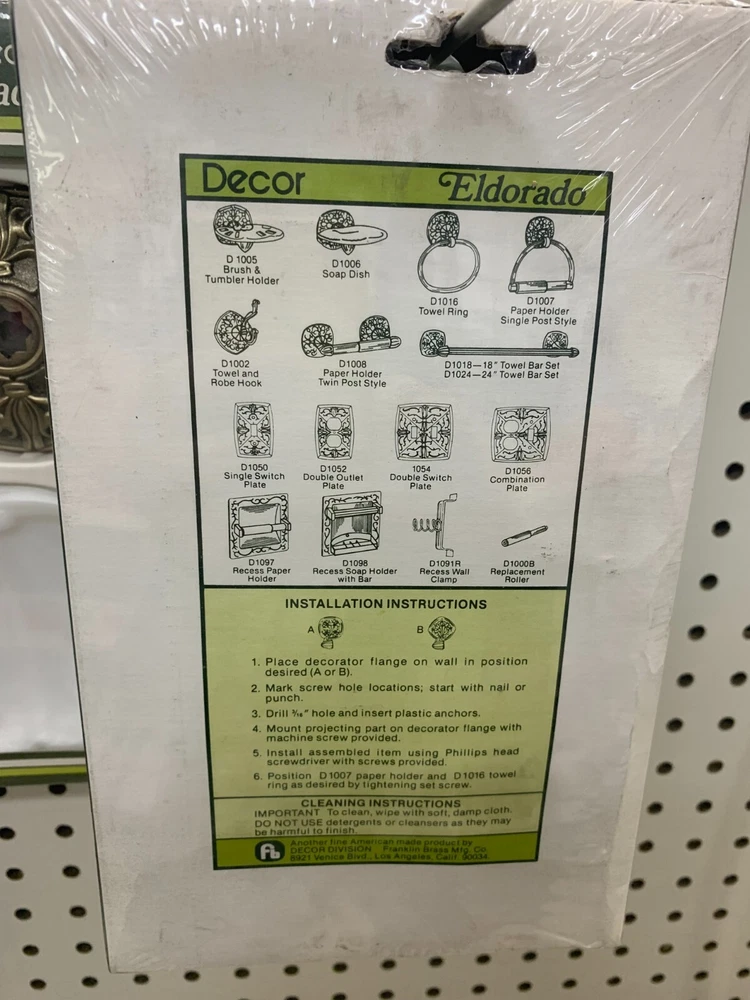 Decor Eldorado
D 1005
Brush &
Tumbler Holder
D1006
Soap Dish
D1016
Towel Ring
D1007
Paper Holder
Single Post Style
D1002
Towel and
Robe Hook
D1008
Paper Holder
Twin Post Style
D1018—18" Towel Bar Set
D1024—24" Towel Bar Set
D1050
Single Switch
Plate
D1052
Double Outlet
Plate
1054
Double Switch
Plate
D1056
Combination
Plate
D1097
Recess Paper
Holder
D1098
Recess Soap Holder
with Bar
D1091R
Recess Wall
Clamp
D1000B
Replacement
Roller
INSTALLATION INSTRUCTIONS
A B
1. Place decorator flange on wall in position
desired (A or B).
2. Mark screw hole locations; start with nail or
punch.
3. Drill 3/16" hole and insert plastic anchors.
4. Mount projecting part on decorator flange with
machine screw provided.
5. Install assembled item using Phillips head
screwdriver with screws provided.
6. Position D1007 paper holder and D1016 towel
ring as desired by tightening set screw.
CLEANING INSTRUCTIONS
IMPORTANT To clean, wipe with soft, damp cloth.
DO NOT USE detergents or cleansers as they may
be harmful to finish.
Another fine American made product by
DECOR DIVISION Franklin Brass Mfg. Co.
8921 Venice Blvd., Los Angeles, Calif. 90034